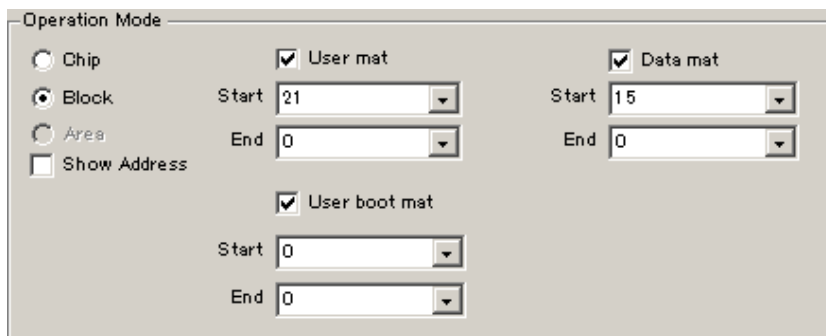 Operation Mode
Chip
User mat
Data mat
Block
Start 21
Start 15
Area
End 0
End 0
Show Address
User boot mat
Start 0
End 0